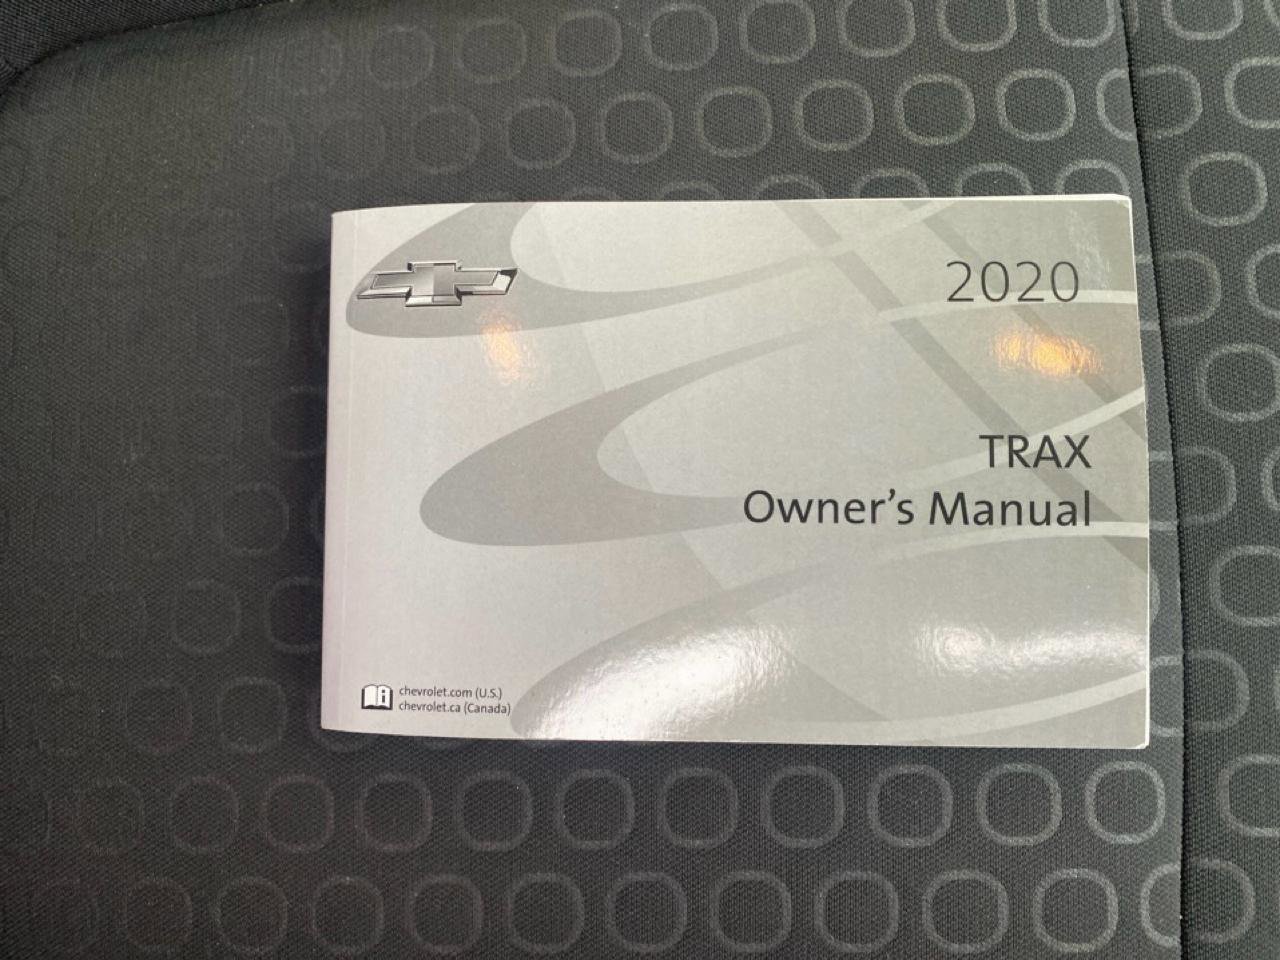 2020
TRAX
Owner's Manual
chevrolet.com (U.S.)
chevrolet.ca (Canada)